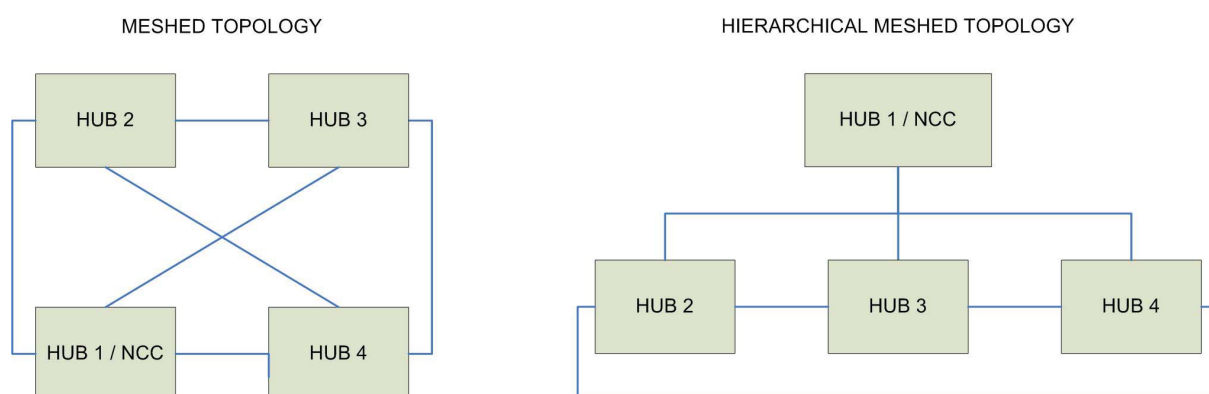 MESHED TOPOLOGY
HUB 2
HUB 3
HUB 1 / NCC
HUB 4
HIERARCHICAL MESHED TOPOLOGY
HUB 1 / NCC
HUB 2
HUB 3
HUB 4